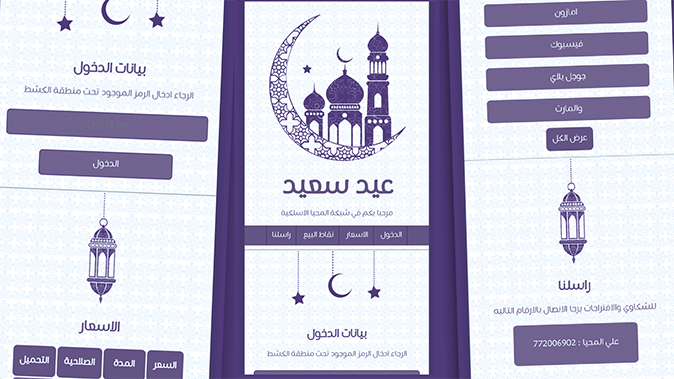 بيانات الدخول
الرجاء ادخال الرمز الموجود تحت منطقة الكشط
الدخول
الاسعار
السعر
المدة
الصلاحية
التحميل
عيد سعيد
مرحبا بكم في شبكة المحيا الاسلكية
الدخول
الاسعار
نقاط البيع
راسلنا
بيانات الدخول
الرجاء ادخال الرمز الموجود تحت منطقة الكشط
امازون
فيسبوك
جوجل بلاي
والمارت
عرض الكل
راسلنا
للشكاوي والاقتراحات يرجا الاتصال بالارقام التاليه
علي المحيا : 772006902